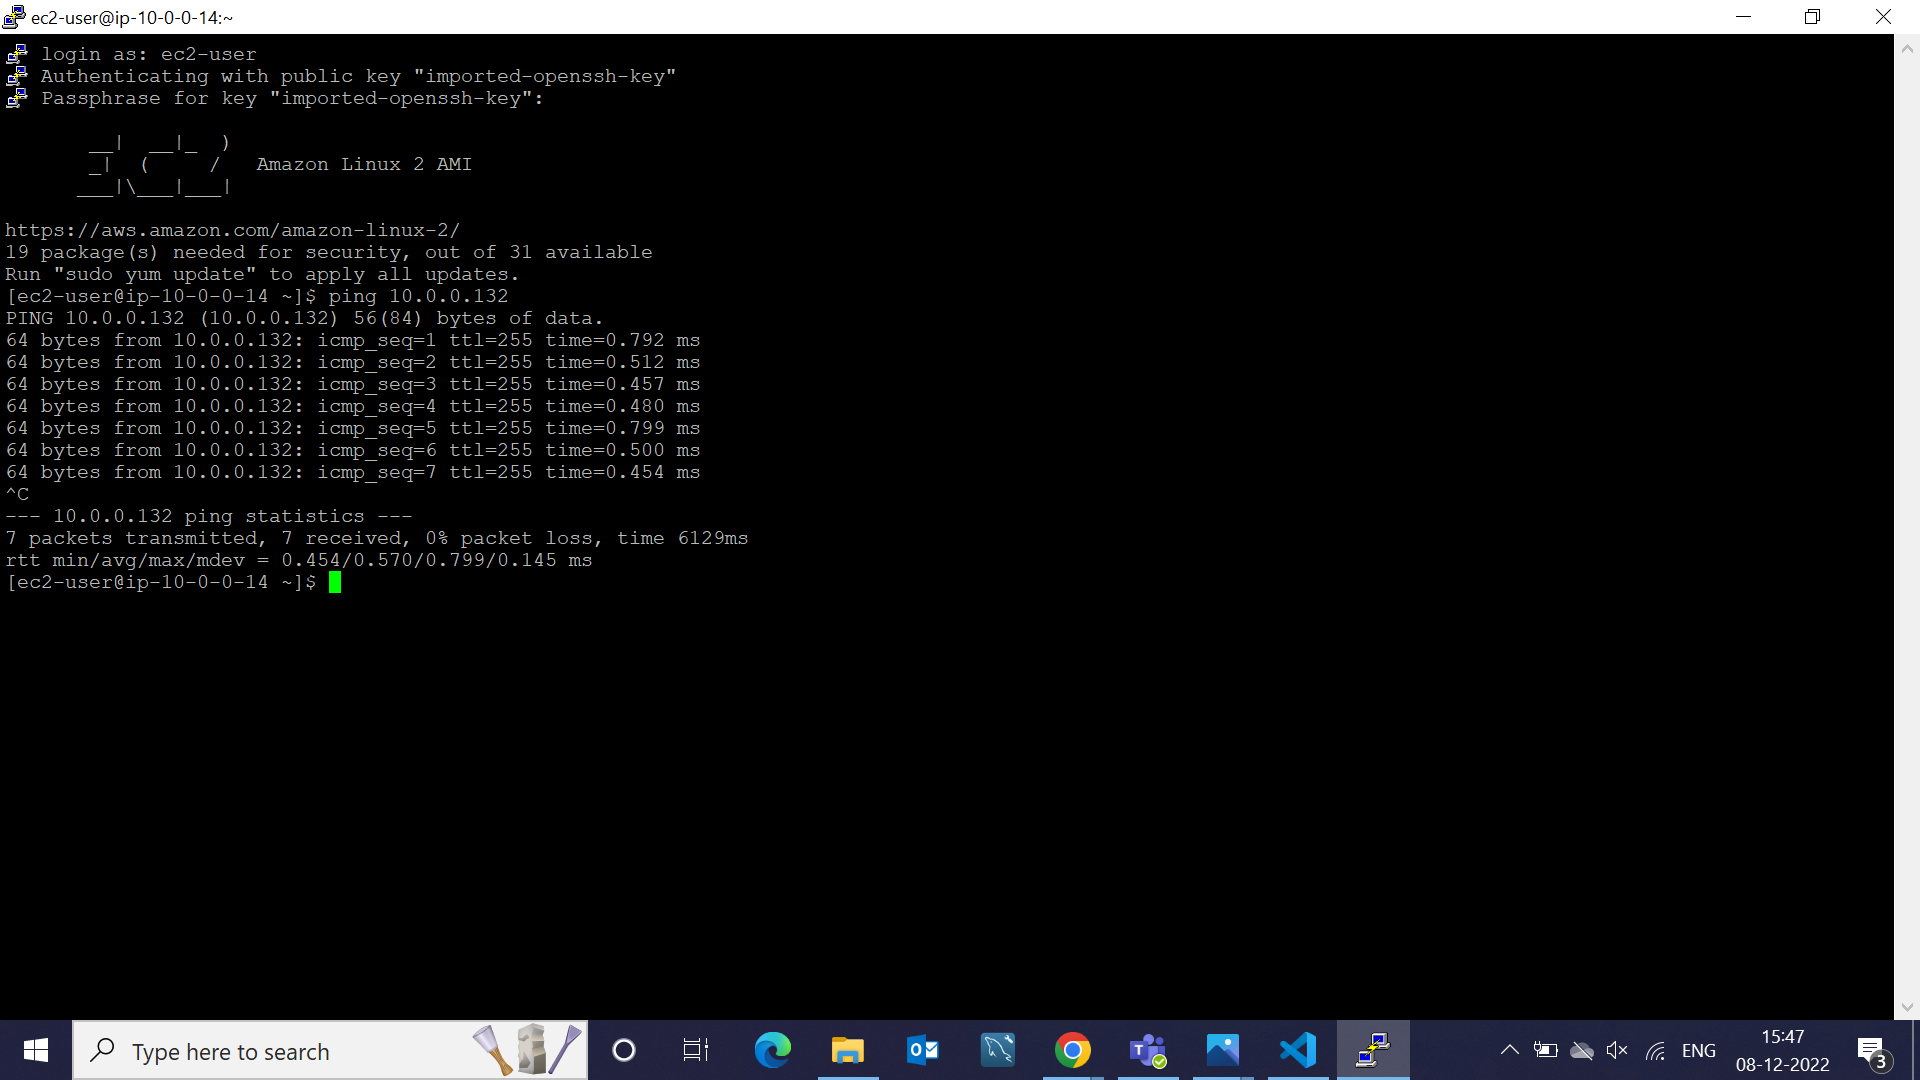 ec2-user@ip-10-0-0-14:~
login as: ec2-user
Authenticating with public key "imported-openssh-key"
Passphrase for key "imported-openssh-key":
       __|  __|_  )
       _|  (     /   Amazon Linux 2 AMI
      ___|\___|___|
https://aws.amazon.com/amazon-linux-2/
19 package(s) needed for security, out of 31 available
Run "sudo yum update" to apply all updates.
[ec2-user@ip-10-0-0-14 ~]$ ping 10.0.0.132
PING 10.0.0.132 (10.0.0.132) 56(84) bytes of data.
64 bytes from 10.0.0.132: icmp_seq=1 ttl=255 time=0.792 ms
64 bytes from 10.0.0.132: icmp_seq=2 ttl=255 time=0.512 ms
64 bytes from 10.0.0.132: icmp_seq=3 ttl=255 time=0.457 ms
64 bytes from 10.0.0.132: icmp_seq=4 ttl=255 time=0.480 ms
64 bytes from 10.0.0.132: icmp_seq=5 ttl=255 time=0.799 ms
64 bytes from 10.0.0.132: icmp_seq=6 ttl=255 time=0.500 ms
64 bytes from 10.0.0.132: icmp_seq=7 ttl=255 time=0.454 ms
^C
--- 10.0.0.132 ping statistics ---
7 packets transmitted, 7 received, 0% packet loss, time 6129ms
rtt min/avg/max/mdev = 0.454/0.570/0.799/0.145 ms
[ec2-user@ip-10-0-0-14 ~]$
Type here to search
ENG
15:47
08-12-2022
3